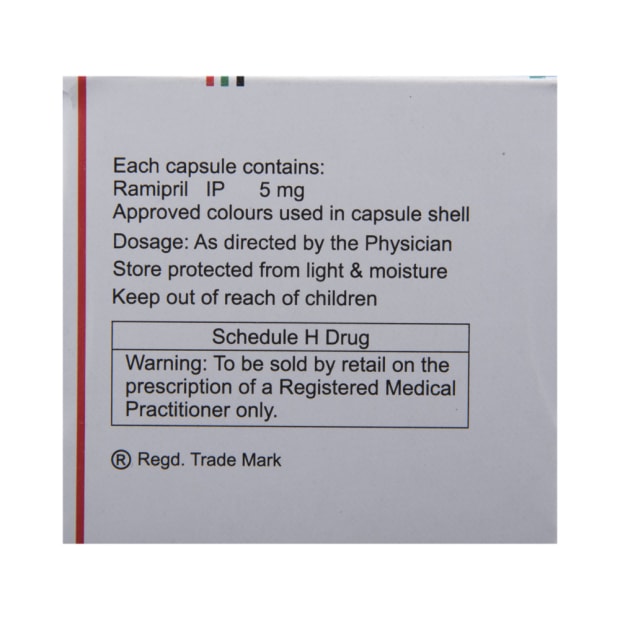 Each capsule contains:
Ramipril IP 5 mg
Approved colours used in capsule shell
Dosage: As directed by the Physician
Store protected from light & moisture
Keep out of reach of children
Schedule H Drug
Warning: To be sold by retail on the
prescription of a Registered Medical
Practitioner only.
® Regd. Trade Mark